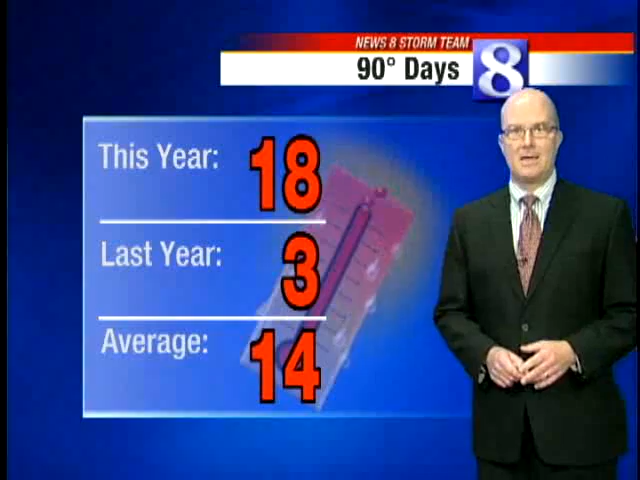 NEWS 8 STORM TEAM
90° Days
8
This Year: 18
Last Year: 3
Average: 14